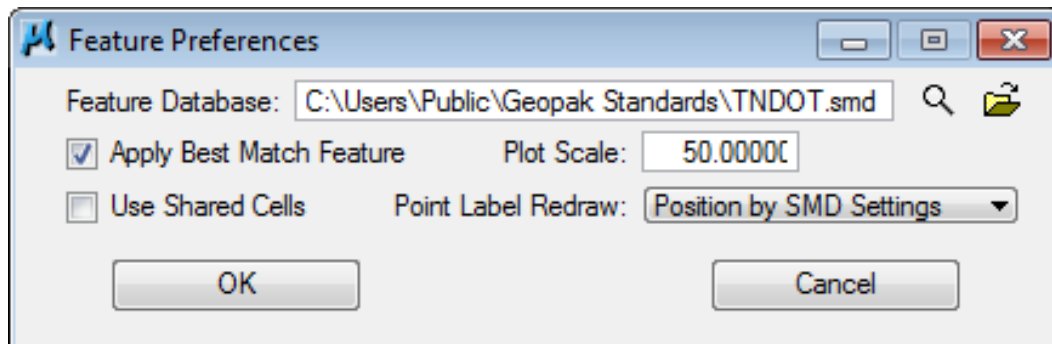 Feature Preferences
Feature Database: C:\Users\Public\Geopak Standards\TNDOT.smd
Apply Best Match Feature Plot Scale: 50.00000
Use Shared Cells Point Label Redraw: Position by SMD Settings
OK Cancel